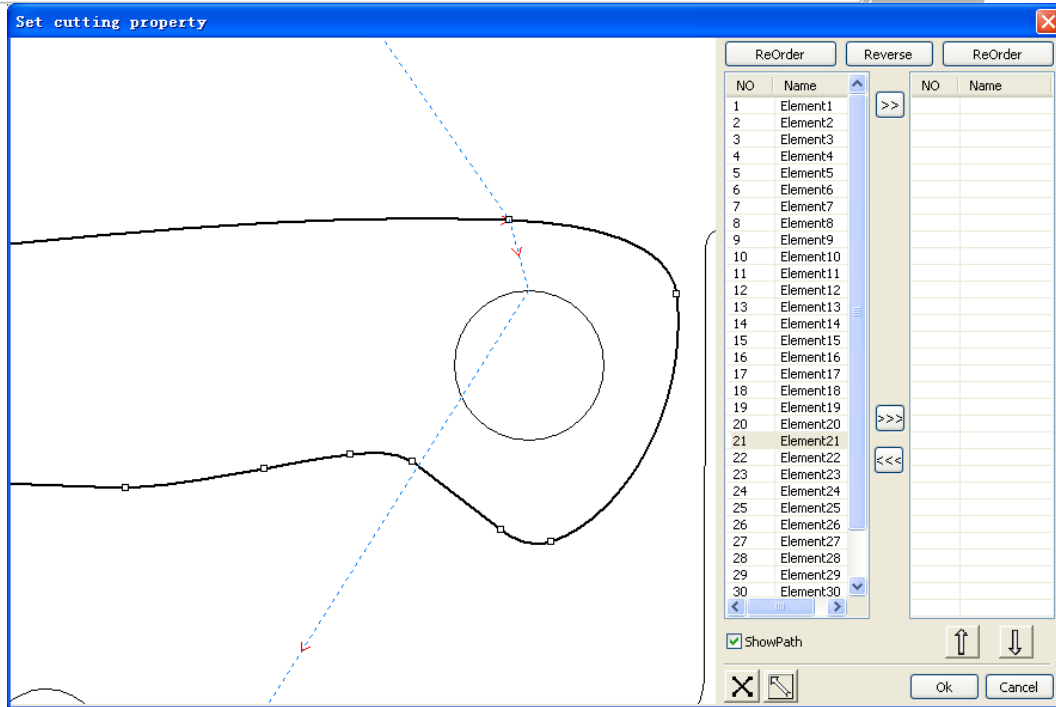 Set cutting property
ReOrder Reverse ReOrder
NO Name NO Name
1 Element1 >>
2 Element2
3 Element3
4 Element4
5 Element5
6 Element6
7 Element7
8 Element8
9 Element9
10 Element10
11 Element11
12 Element12
13 Element13
14 Element14
15 Element15
16 Element16
17 Element17
18 Element18
19 Element19
20 Element20 >>>
21 Element21
22 Element22 <<<
23 Element23
24 Element24
25 Element25
26 Element26
27 Element27
28 Element28
29 Element29
30 Element30
ShowPath
Ok Cancel